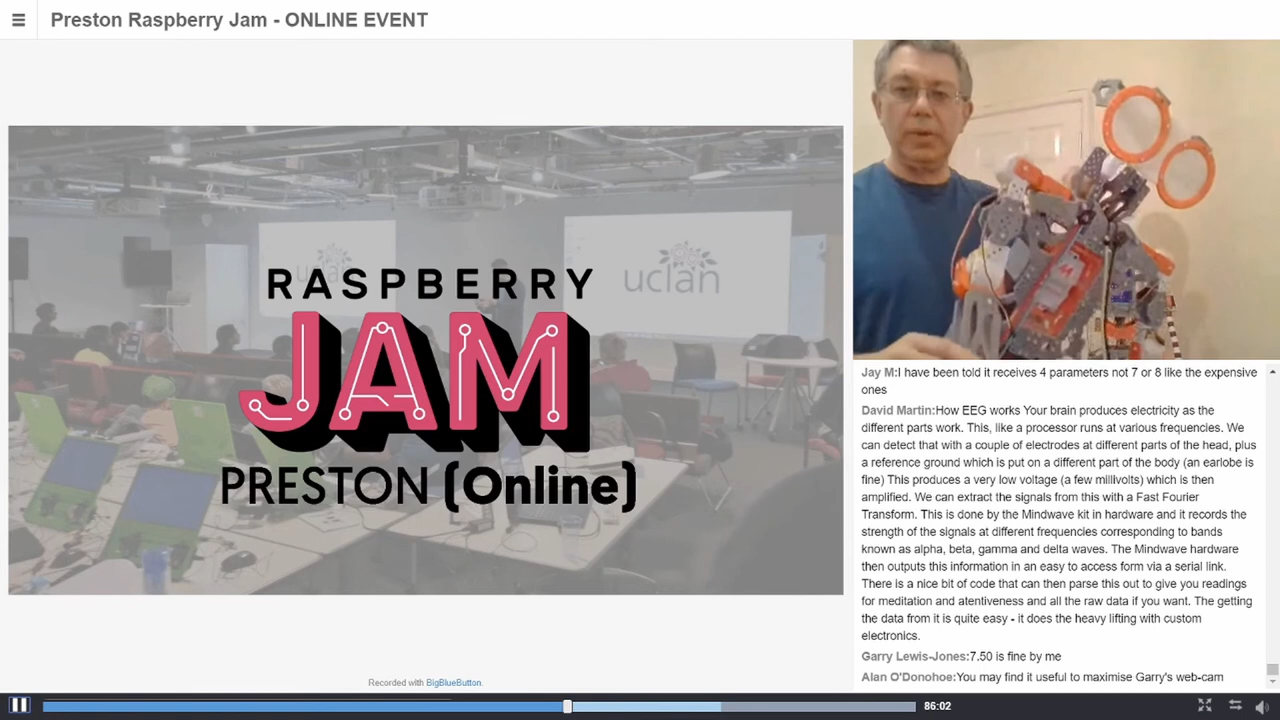 Preston Raspberry Jam - ONLINE EVENT
uclan
uclan
RASPBERRY
JAM
PRESTON (Online)
Jay M:I have been told it receives 4 parameters not 7 or 8 like the expensive
ones
David Martin:How EEG works Your brain produces electricity as the
different parts work. This, like a processor runs at various frequencies. We
can detect that with a couple of electrodes at different parts of the head, plus
a reference ground which is put on a different part of the body (an earlobe is
fine) This produces a very low voltage (a few millivolts) which is then
amplified. We can extract the signals from this with a Fast Fourier
Transform. This is done by the Mindwave kit in hardware and it records the
strength of the signals at different frequencies corresponding to bands
known as alpha, beta, gamma and delta waves. The Mindwave hardware
then outputs this information in an easy to access form via a serial link.
There is a nice bit of code that can then parse this out to give you readings
for meditation and atentiveness and all the raw data if you want. The getting
the data from it is quite easy - it does the heavy lifting with custom
electronics.
Garry Lewis-Jones:7.50 is fine by me
Alan O'Donohoe:You may find it useful to maximise Garry's web-cam
Recorded with BigBlueButton.
86:02